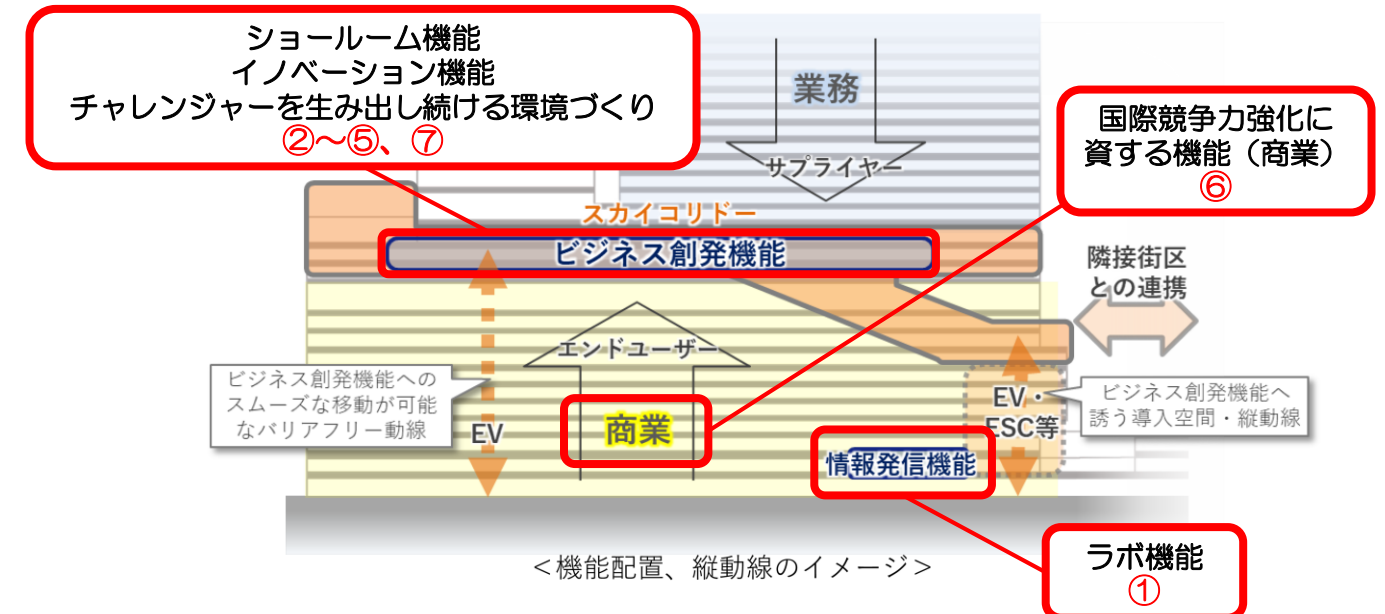 ショールーム機能
イノベーション機能
チャレンジャーを生み出し続ける環境づくり
②～⑤、⑦
業務
サプライヤー
国際競争力強化に
資する機能（商業）
⑥
スカイコリドー
ビジネス創発機能
隣接街区
との連携
エンドユーザー
ビジネス創発機能への
スムーズな移動が可能
なバリアフリー動線
EV
商業
EV・
ESC等
ビジネス創発機能へ
誘う導入空間・縦動線
情報発信機能
ラボ機能
①
＜機能配置、縦動線のイメージ＞